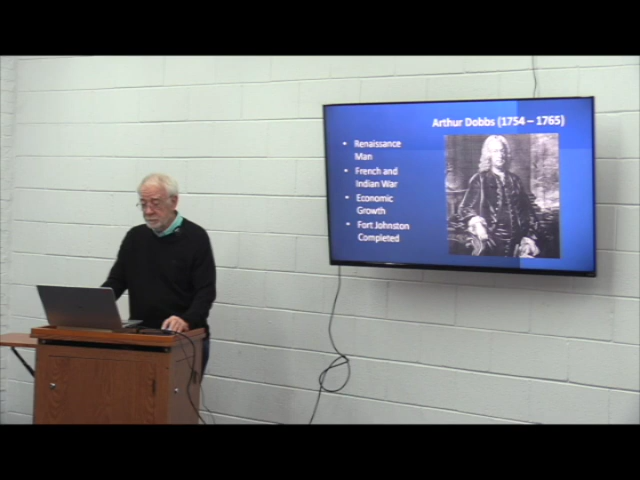 Arthur Dobbs (1754 – 1765)
• Renaissance
Man
• French and
Indian War
• Economic
Growth
• Fort Johnston
Completed